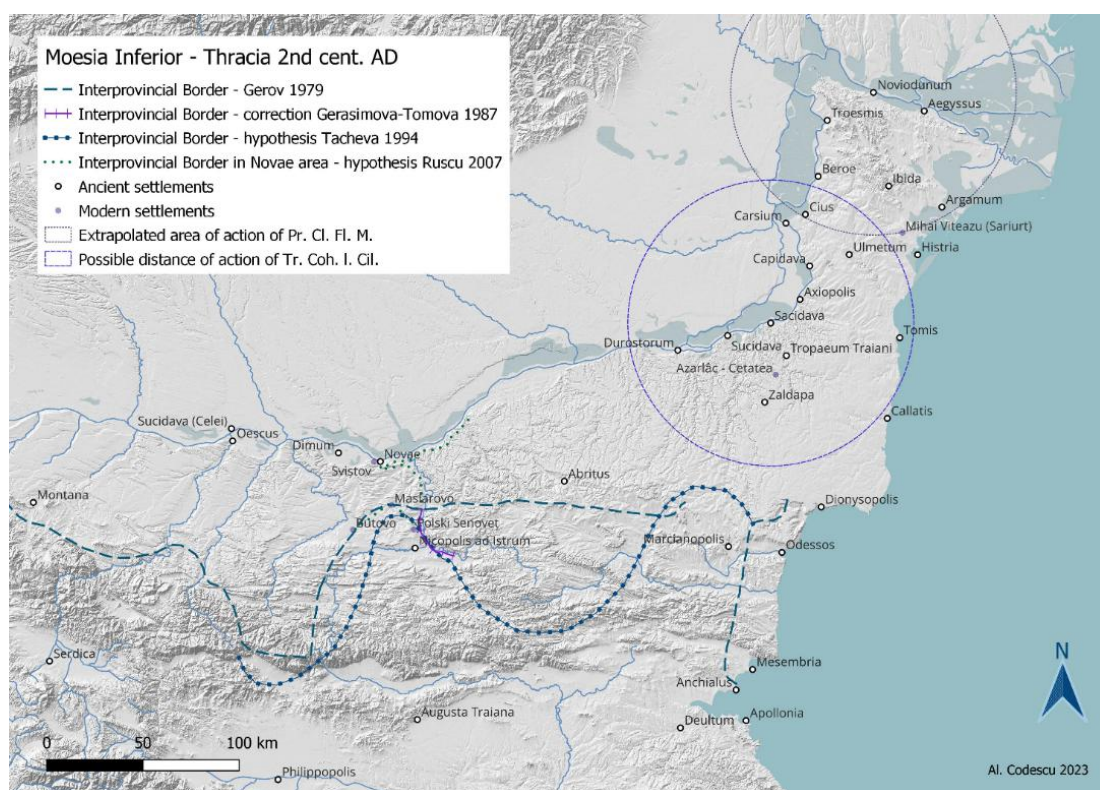 Moesia Inferior - Thracia 2nd cent. AD
Interprovincial Border - Gerov 1979
Interprovincial Border - correction Gerasimova-Tomova 1987
Interprovincial Border - hypothesis Tacheva 1994
Interprovincial Border in Novae area - hypothesis Ruscu 2007
Ancient settlements
Modern settlements
Extrapolated area of action of Pr. Cl. Fl. M.
Possible distance of action of Tr. Coh. I. Cil.
Noviodunum
Aegyssus
Troesmis
Beroe
Ibida
Argamum
Cius
Carsium
Mihai Viteazu (Sariurt)
Ulmetum
Histria
Capidava
Axiopolis
Sacidava
Tomis
Durostorum
Sucidava
Tropaeum Traiani
Azarlâc - Cetatea
Zaldapa
Callatis
Sucidava (Celei)
Oescus
Dimum
Novae
Svistov
Abritus
Montana
Maslarovo
Dionysopolis
Butovo
Polski Senovet
Nicopolis ad Istrum
Marcianopolis
Odessos
Serdica
Mesembria
Anchialus
Augusta Traiana
Deultum
Apollonia
Philippopolis
0 50 100 km
N
Al. Codescu 2023